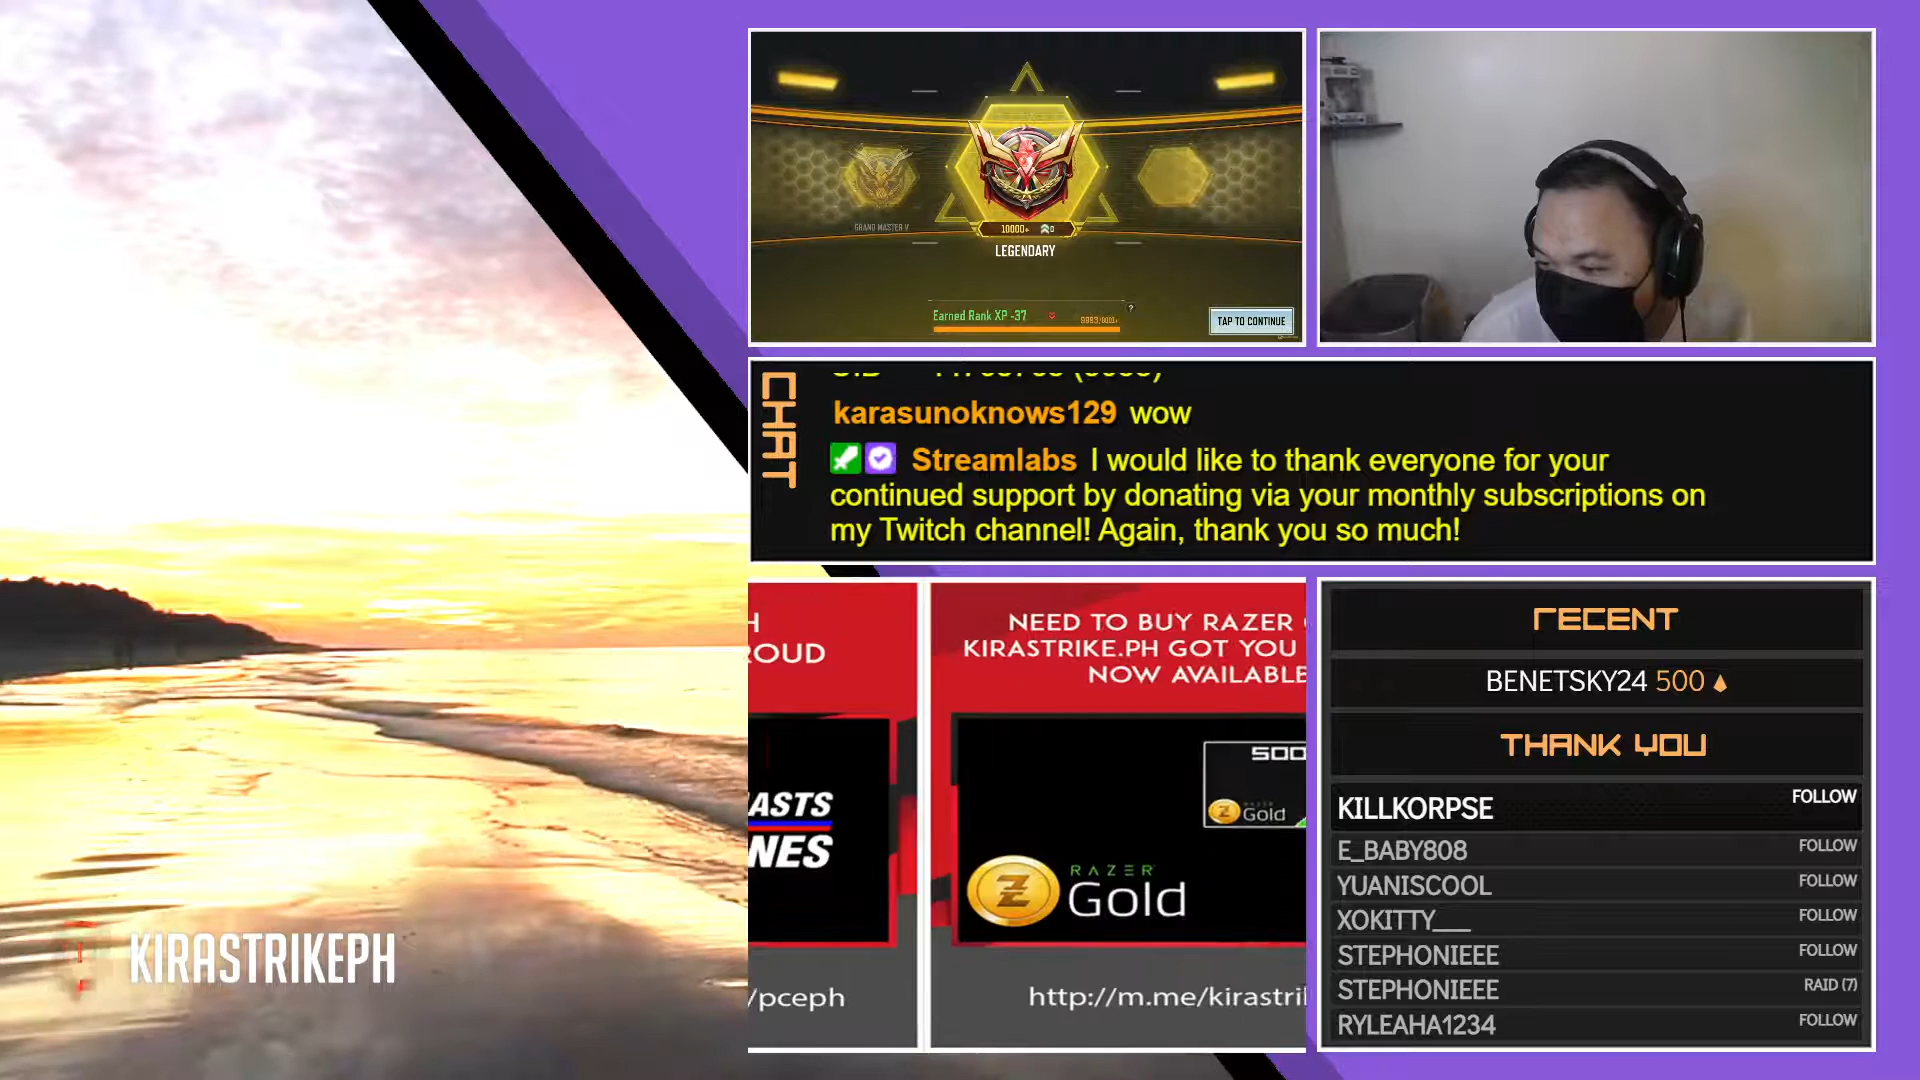 GRAND MASTER V
10000+
0
LEGENDARY
Earned Rank XP -37
?
TAP TO CONTINUE
CHAT
karasunoknows129 wow
Streamlabs I would like to thank everyone for your
continued support by donating via your monthly subscriptions on
my Twitch channel! Again, thank you so much!
H
ROUD
ASTS
NES
/pceph
NEED TO BUY RAZER
KIRASTRIKE.PH GOT YOU
NOW AVAILABLE
500
RAZER
Gold
RAZER
Gold
http://m.me/kirastri
RECENT
BENETSKY24 500
THANK YOU
KILLKORPSE FOLLOW
E_BABY808 FOLLOW
YUANISCOOL FOLLOW
XOKITTY___ FOLLOW
STEPHONIEEE FOLLOW
STEPHONIEEE RAID (7)
RYLEAHA1234 FOLLOW
KIRASTRIKEPH